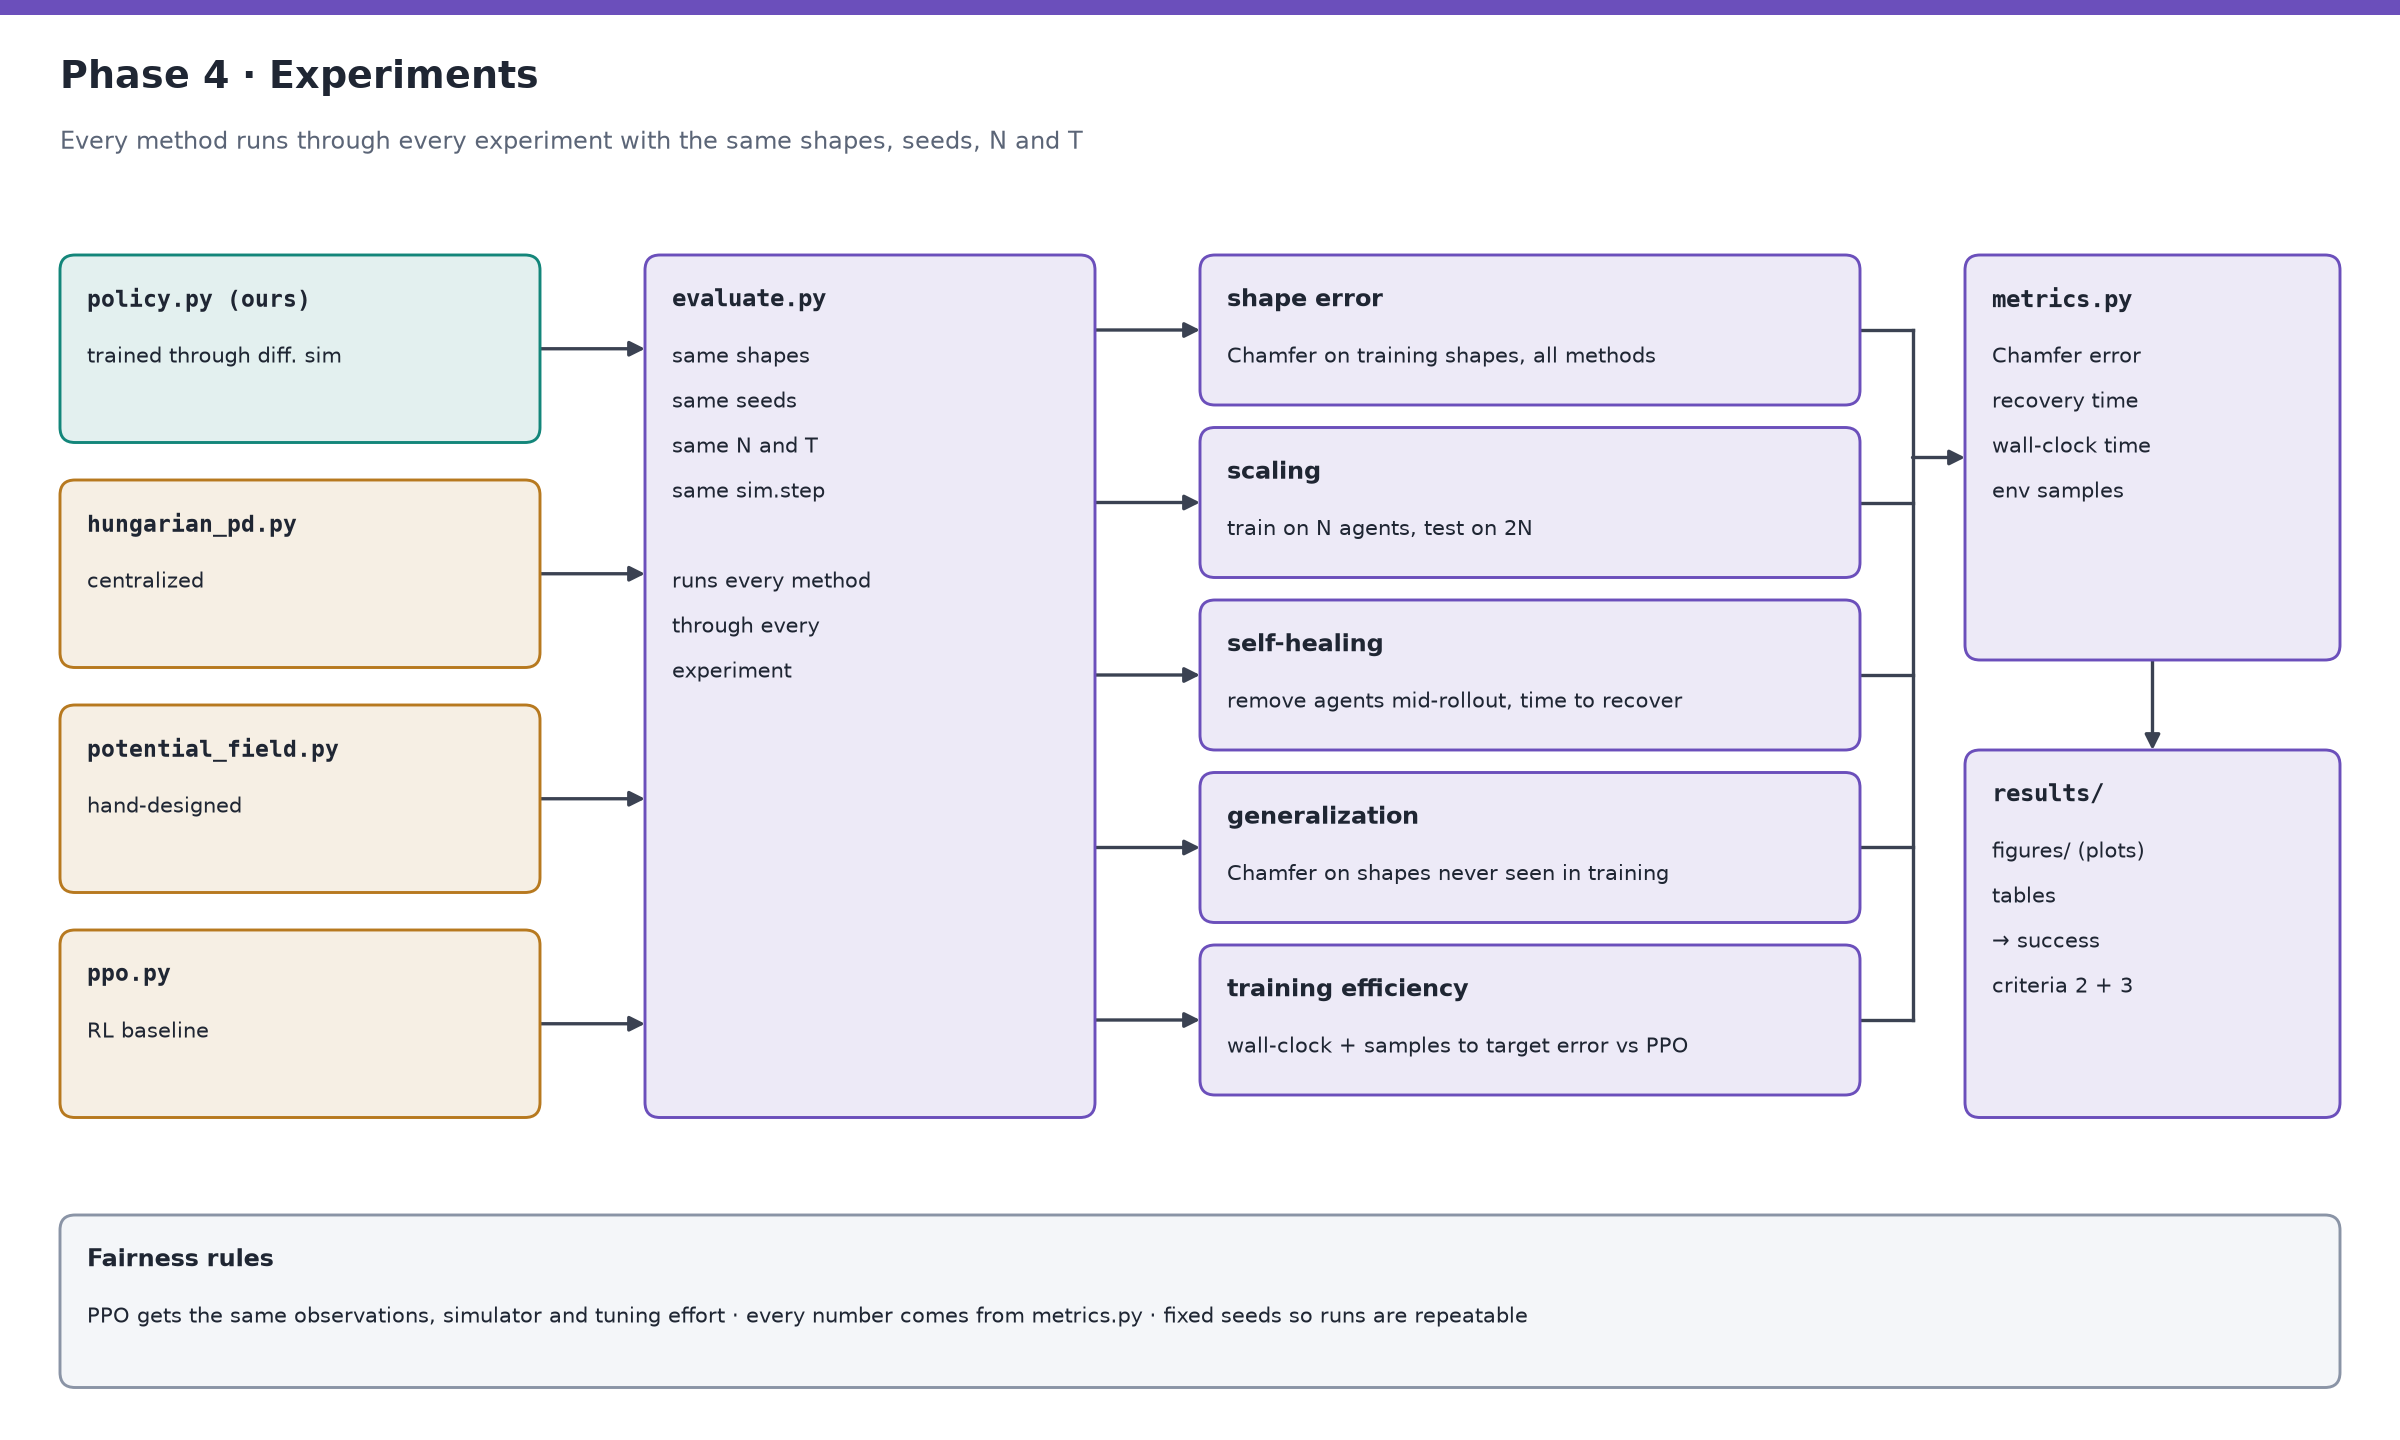 Phase 4 · Experiments
Every method runs through every experiment with the same shapes, seeds, N and T
policy.py (ours)
trained through diff. sim
hungarian_pd.py
centralized
potential_field.py
hand-designed
ppo.py
RL baseline
evaluate.py
same shapes
same seeds
same N and T
same sim.step
runs every method
through every
experiment
shape error
Chamfer on training shapes, all methods
scaling
train on N agents, test on 2N
self-healing
remove agents mid-rollout, time to recover
generalization
Chamfer on shapes never seen in training
training efficiency
wall-clock + samples to target error vs PPO
metrics.py
Chamfer error
recovery time
wall-clock time
env samples
results/
figures/ (plots)
tables
→ success
criteria 2 + 3
Fairness rules
PPO gets the same observations, simulator and tuning effort · every number comes from metrics.py · fixed seeds so runs are repeatable